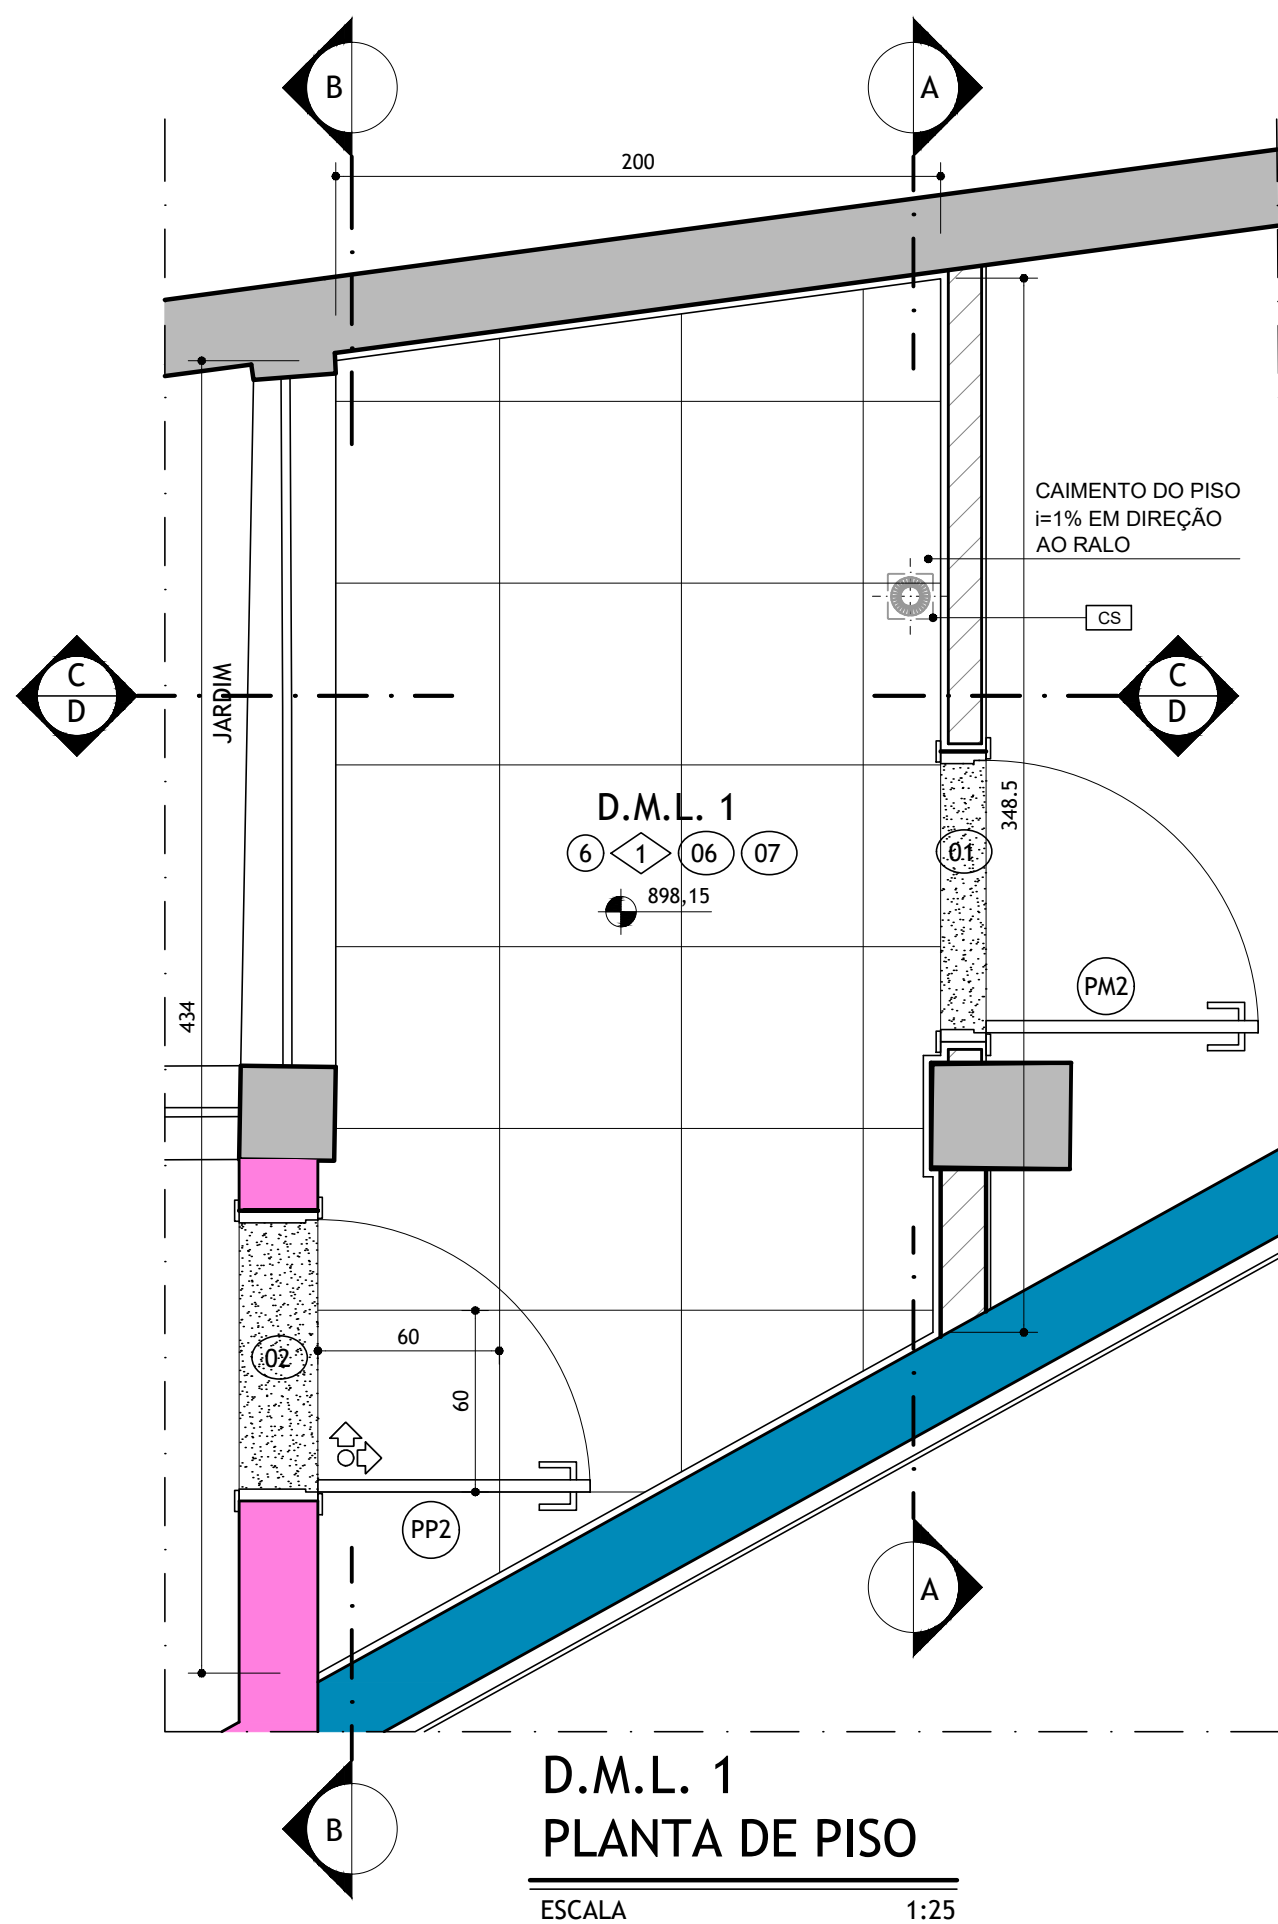 B
A
200
CAIMENTO DO PISO
i=1% EM DIREÇÃO
AO RALO
CS
C
D
JARDIM
C
D
D.M.L. 1
6 1 06 07
898,15
348.5
01
PM2
434
02
60
60
PP2
A
B
D.M.L. 1
PLANTA DE PISO
ESCALA 1:25